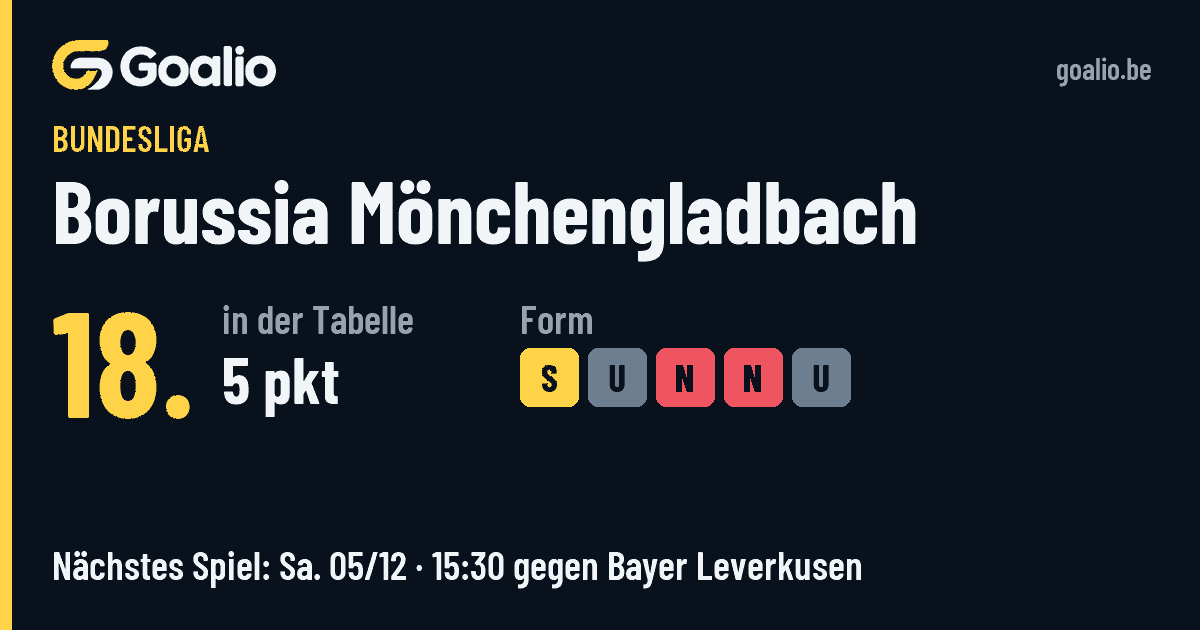 Goalio
goalio.be
BUNDESLIGA
Borussia Mönchengladbach
18.
in der Tabelle
5 pkt
Form
S U N N U
Nächstes Spiel: Sa. 05/12 · 15:30 gegen Bayer Leverkusen